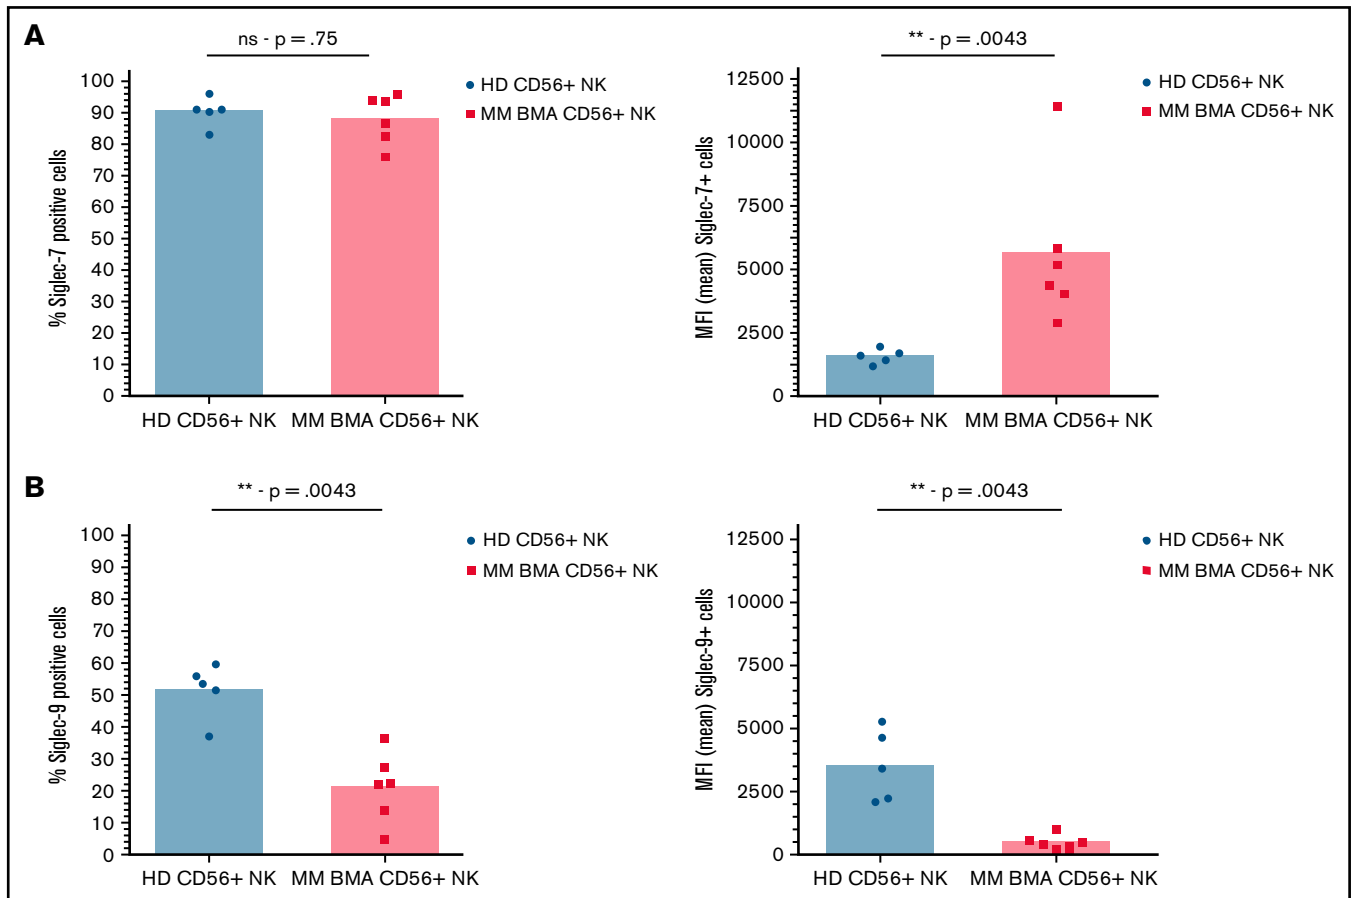 A
ns - p = .75
% Siglec-7 positive cells
100
90
80
70
60
50
40
30
20
10
0
HD CD56+ NK
MM BMA CD56+ NK
HD CD56+ NK
MM BMA CD56+ NK
** - p = .0043
MFI (mean) Siglec-7+ cells
12500
10000
7500
5000
2500
0
HD CD56+ NK
MM BMA CD56+ NK
HD CD56+ NK
MM BMA CD56+ NK
B
** - p = .0043
% Siglec-9 positive cells
100
90
80
70
60
50
40
30
20
10
0
HD CD56+ NK
MM BMA CD56+ NK
HD CD56+ NK
MM BMA CD56+ NK
** - p = .0043
MFI (mean) Siglec-9+ cells
12500
10000
7500
5000
2500
0
HD CD56+ NK
MM BMA CD56+ NK
HD CD56+ NK
MM BMA CD56+ NK